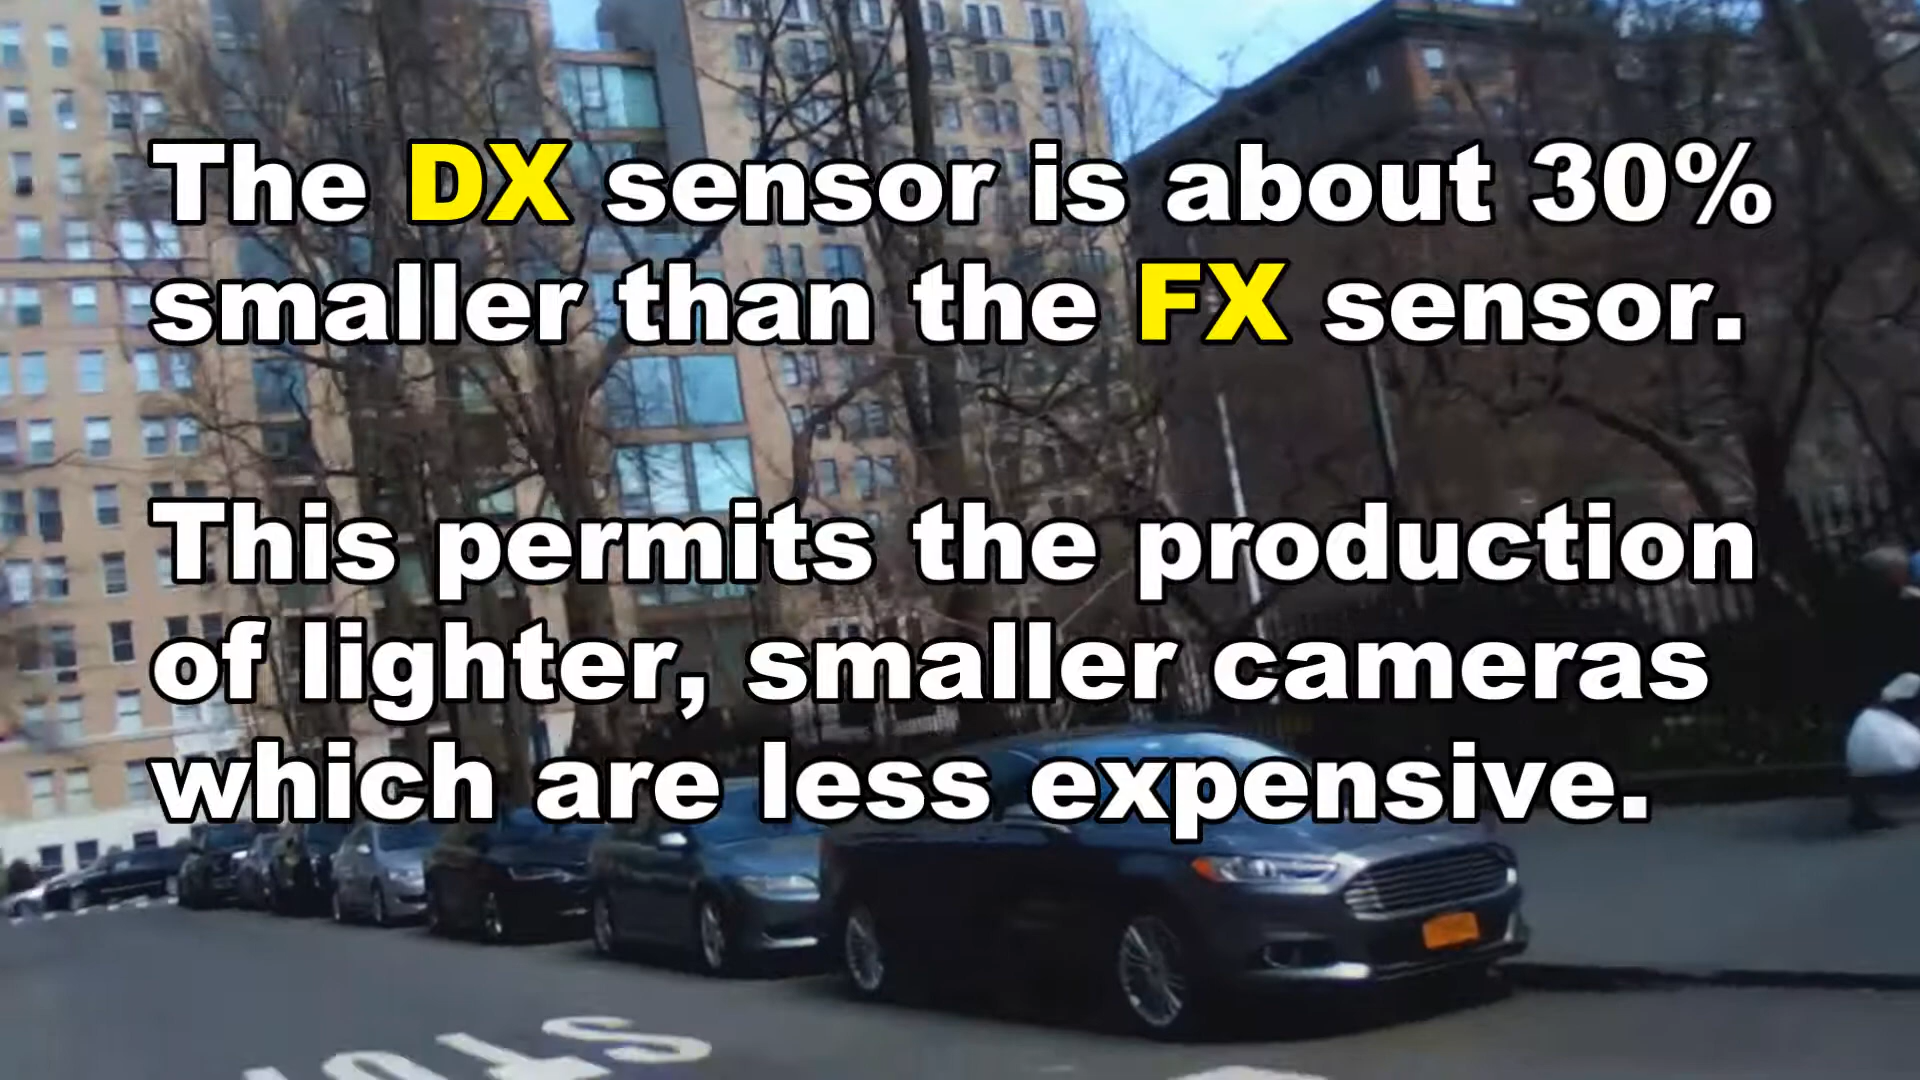 The DX sensor is about 30%
smaller than the FX sensor.
This permits the production
of lighter, smaller cameras
which are less expensive.
STOP